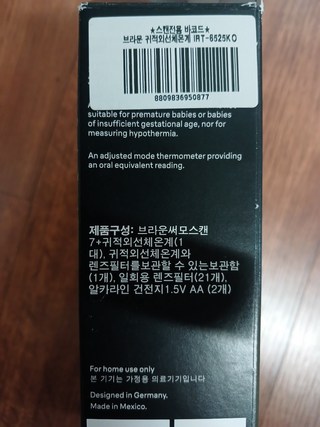 ★스캔전용 바코드★
브라운 귀적외선체온계 IRT-6525KO
8809836950877
suitable for premature babies or babies
of insufficient gestational age, nor for
measuring hypothermia.
An adjusted mode thermometer providing
an oral equivalent reading.
제품구성: 브라운써모스캔
7+귀적외선체온계(1
대), 귀적외선체온계와
렌즈필터를보관할 수 있는보관함
(1개), 일회용 렌즈필터(21개),
알카라인 건전지1.5V AA (2개)
For home use only
본 기기는 가정용 의료기기입니다
Designed in Germany.
Made in Mexico.